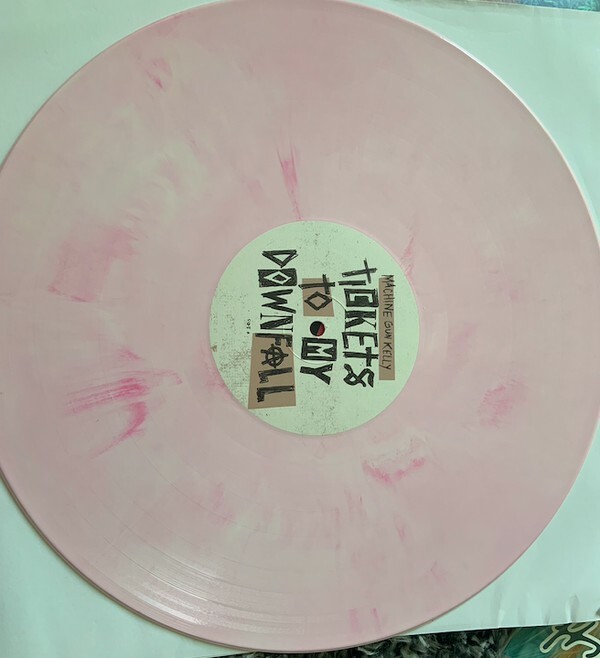 MACHINE GUN KELLY
TICKETS
TO MY
DOWNFALL